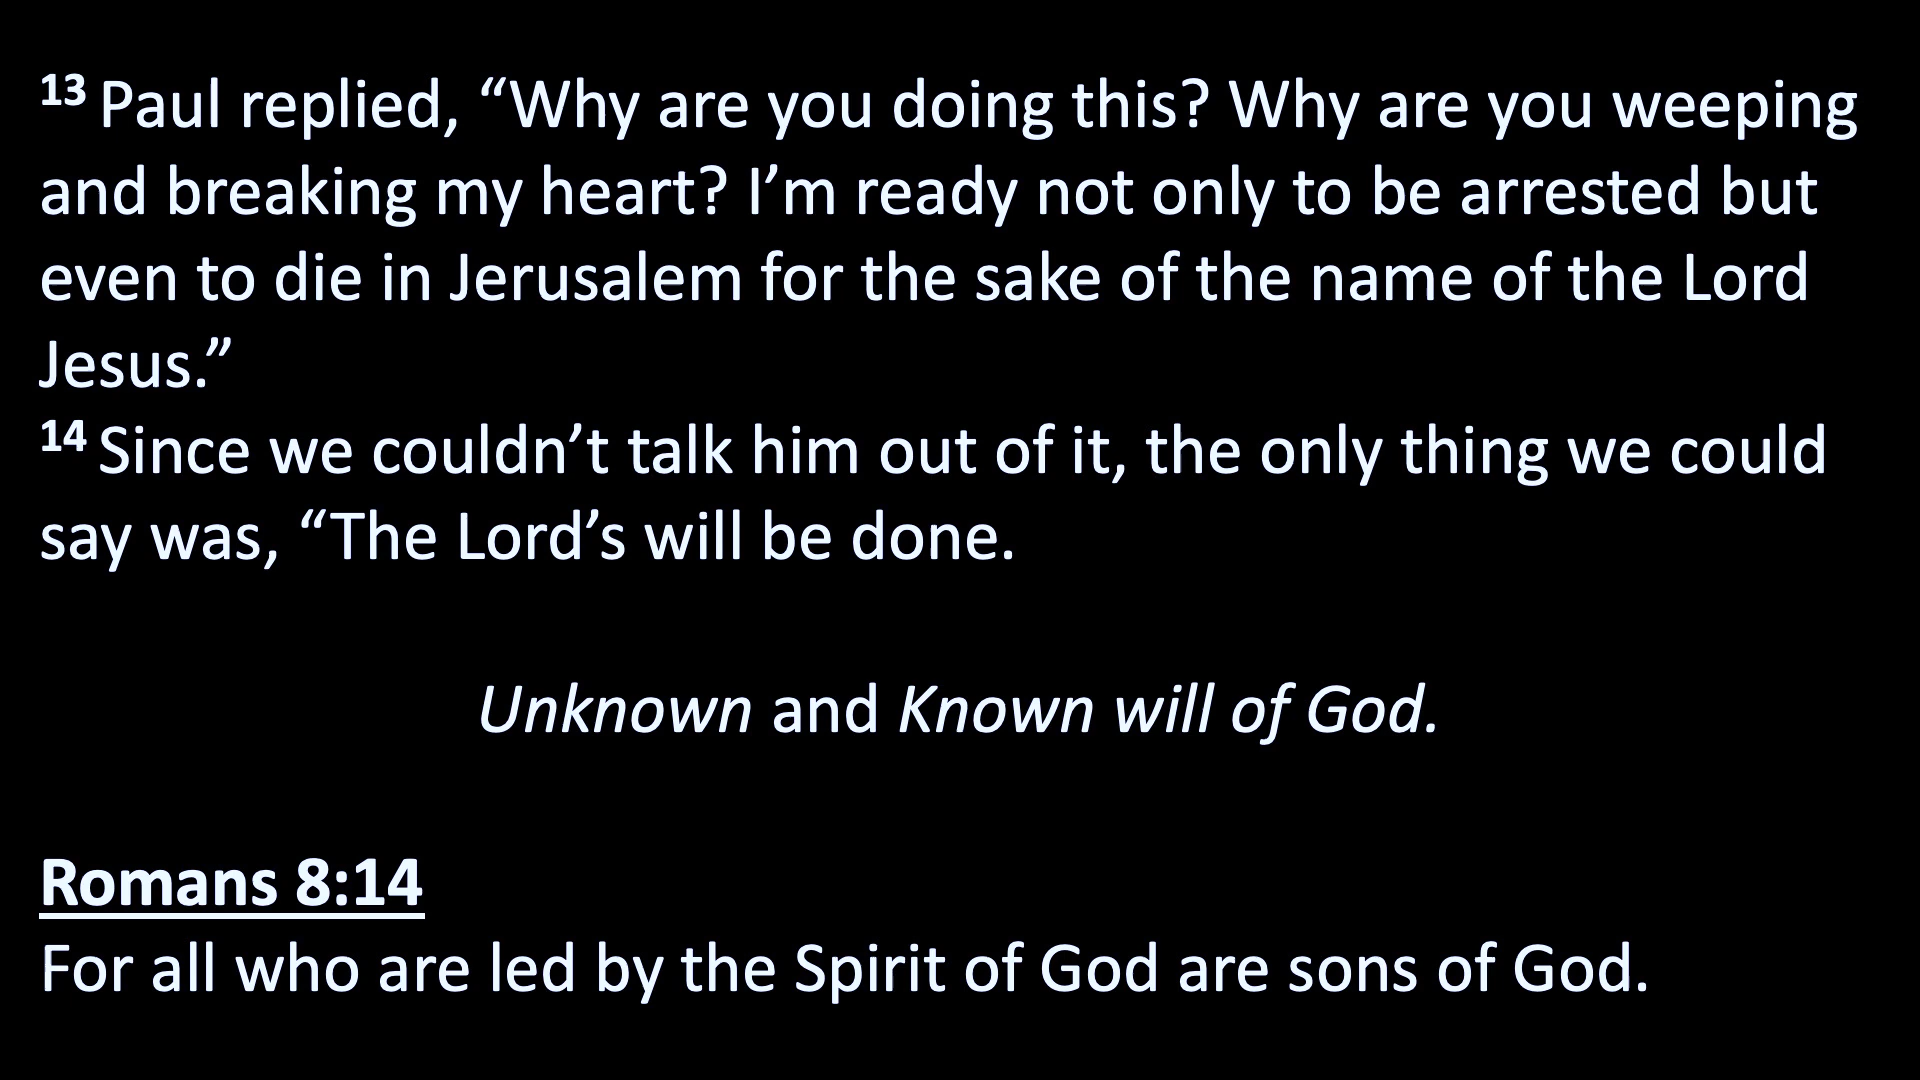 13 Paul replied, “Why are you doing this? Why are you weeping
and breaking my heart? I’m ready not only to be arrested but
even to die in Jerusalem for the sake of the name of the Lord
Jesus.”
14 Since we couldn’t talk him out of it, the only thing we could
say was, “The Lord’s will be done.
Unknown and Known will of God.
Romans 8:14
For all who are led by the Spirit of God are sons of God.